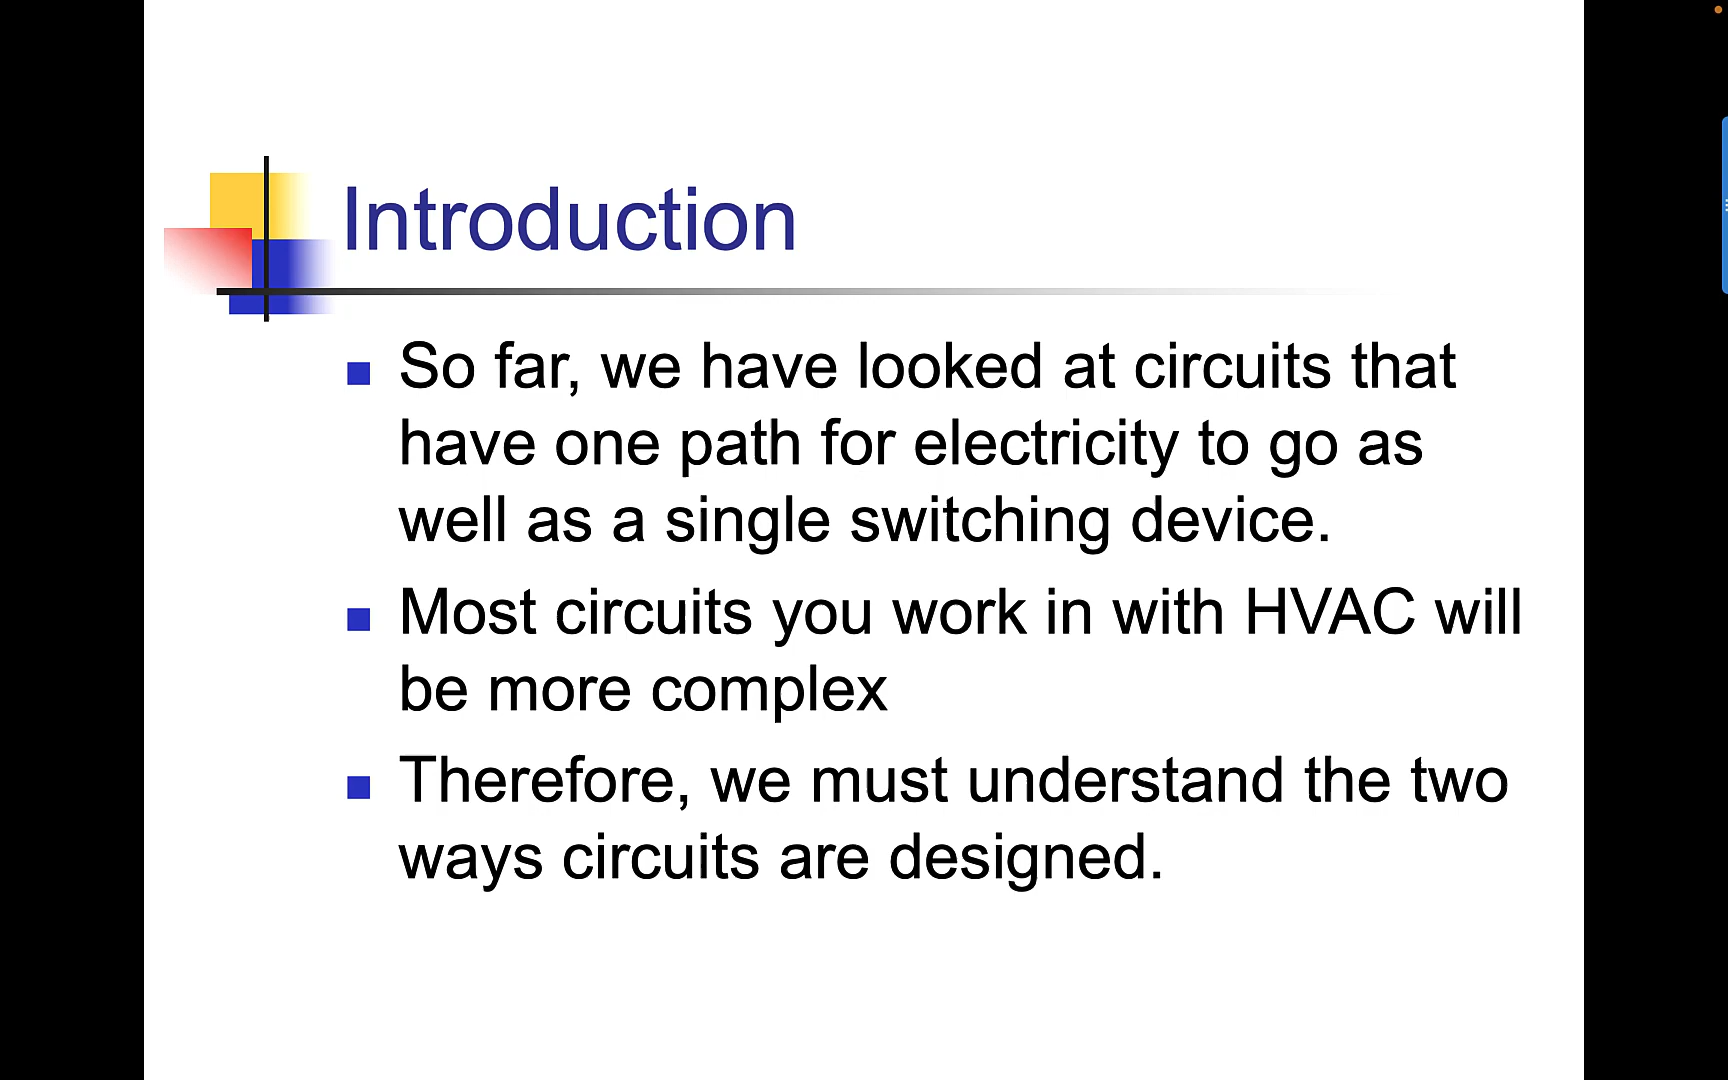 Introduction
So far, we have looked at circuits that
have one path for electricity to go as
well as a single switching device.
Most circuits you work in with HVAC will
be more complex
Therefore, we must understand the two
ways circuits are designed.